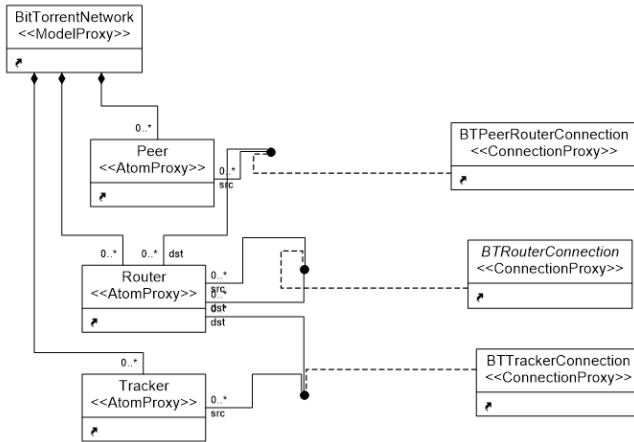 BitTorrentNetwork
<<ModelProxy>>
0..*
Peer
<<AtomProxy>>
0..*
src
BTPeerRouterConnection
<<ConnectionProxy>>
0..*
0..*
dst
Router
<<AtomProxy>>
0..*
src
0..*
dst
dst
BTRouterConnection
<<ConnectionProxy>>
0..*
Tracker
<<AtomProxy>>
0..*
src
BTTrackerConnection
<<ConnectionProxy>>